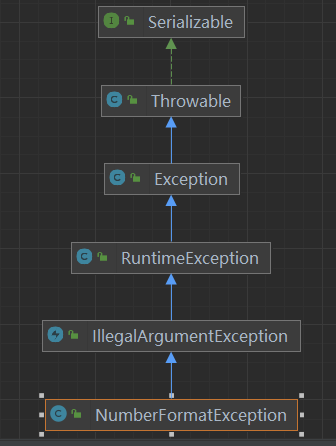 Serializable
Throwable
Exception
RuntimeException
IllegalArgumentException
NumberFormatException